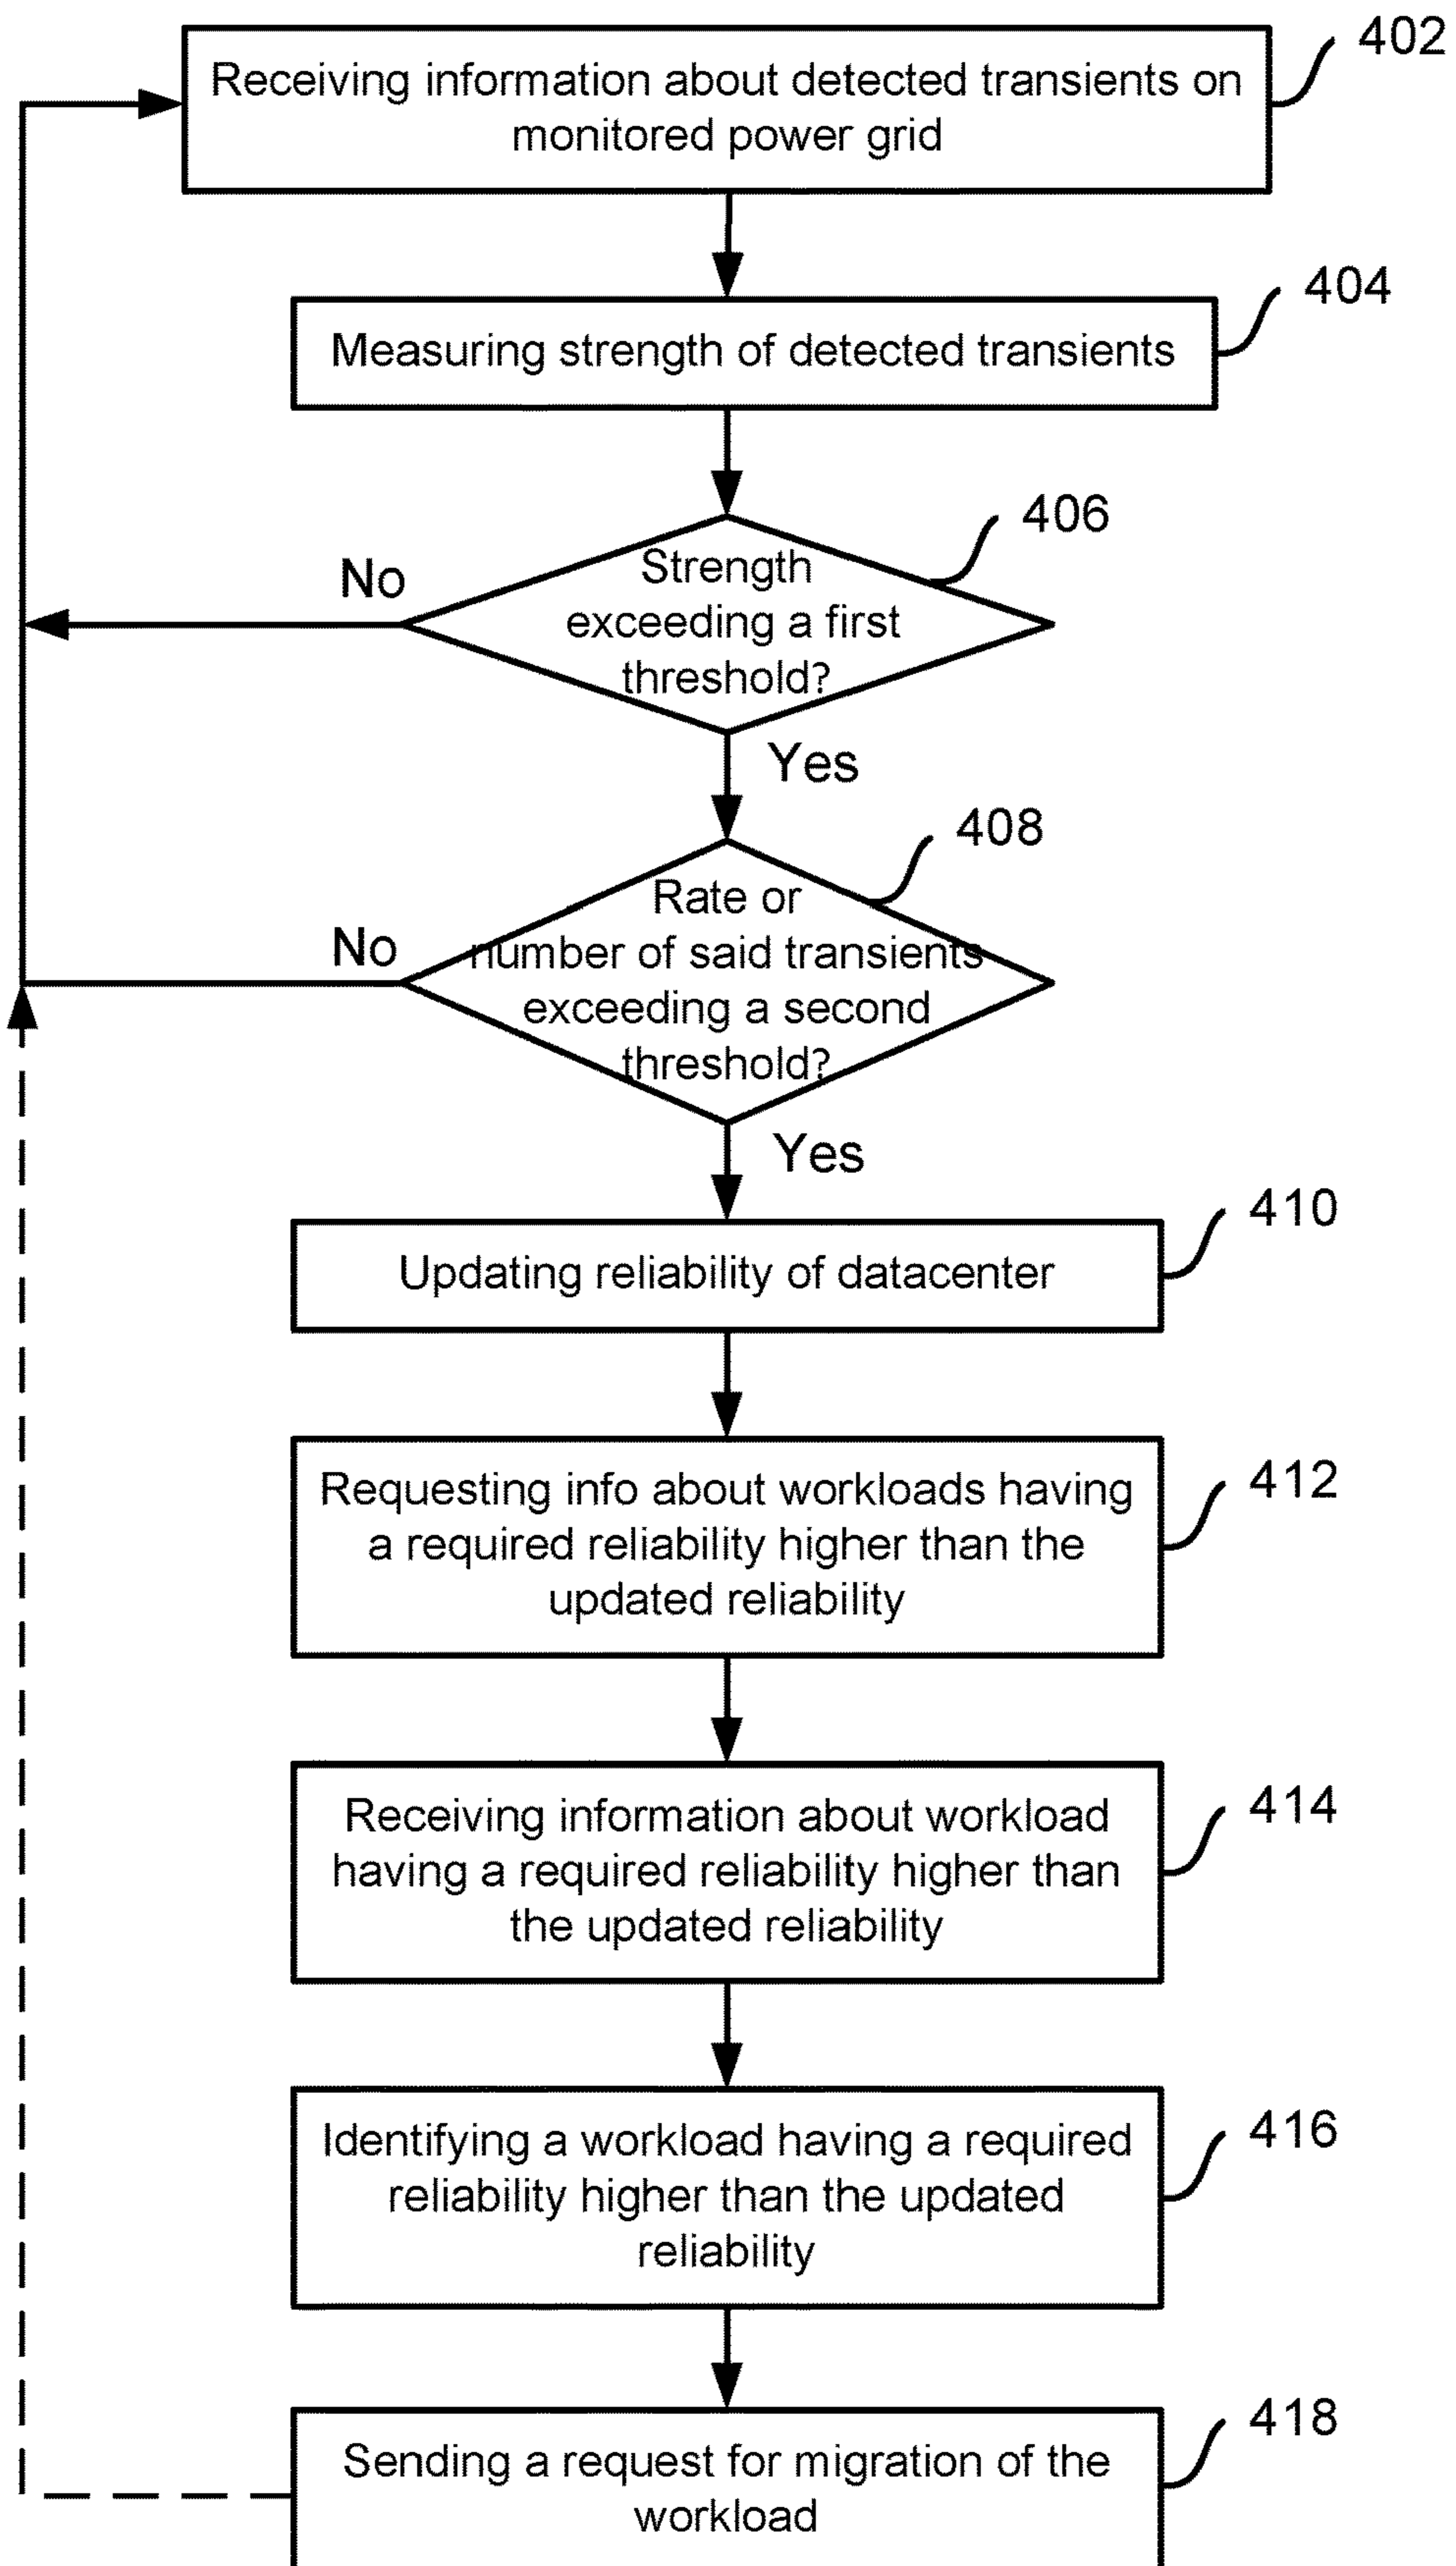 402
Receiving information about detected transients on
monitored power grid
404
Measuring strength of detected transients
406
No
Strength
exceeding a first
threshold?
Yes
408
No
Rate or
number of said transients
exceeding a second
threshold?
Yes
410
Updating reliability of datacenter
412
Requesting info about workloads having
a required reliability higher than the
updated reliability
414
Receiving information about workload
having a required reliability higher than
the updated reliability
416
Identifying a workload having a required
reliability higher than the updated
reliability
418
Sending a request for migration of the
workload